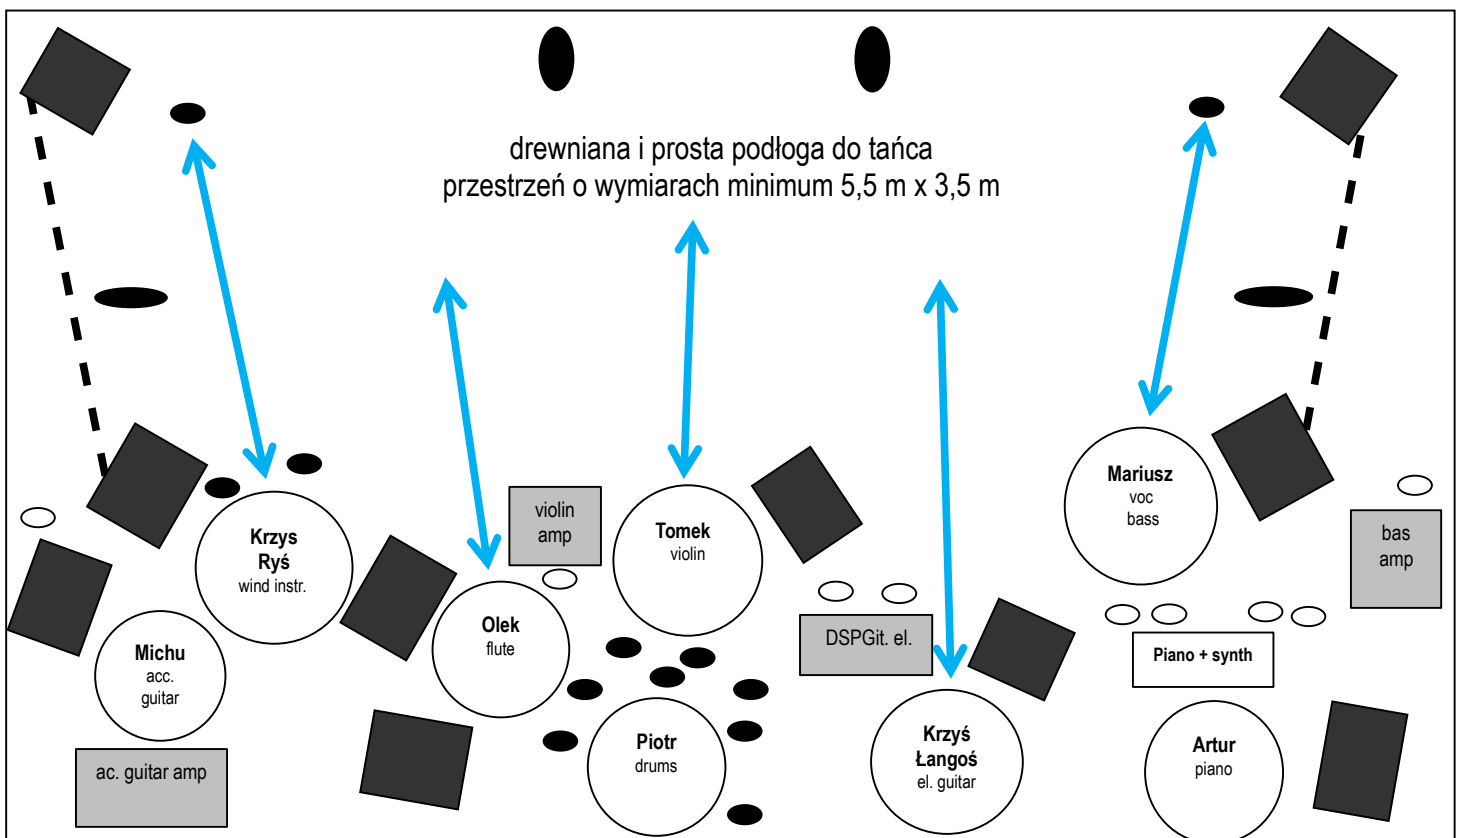 drewniana i prosta podłoga do tańca
przestrzeń o wymiarach minimum 5,5 m x 3,5 m
Krzys
Ryś
wind instr.
Michu
acc.
guitar
ac. guitar amp
Olek
flute
violin
amp
Tomek
violin
Piotr
drums
DSPGit. el.
Krzyś
Łangoś
el. guitar
Mariusz
voc
bass
Piano + synth
Artur
piano
bas
amp